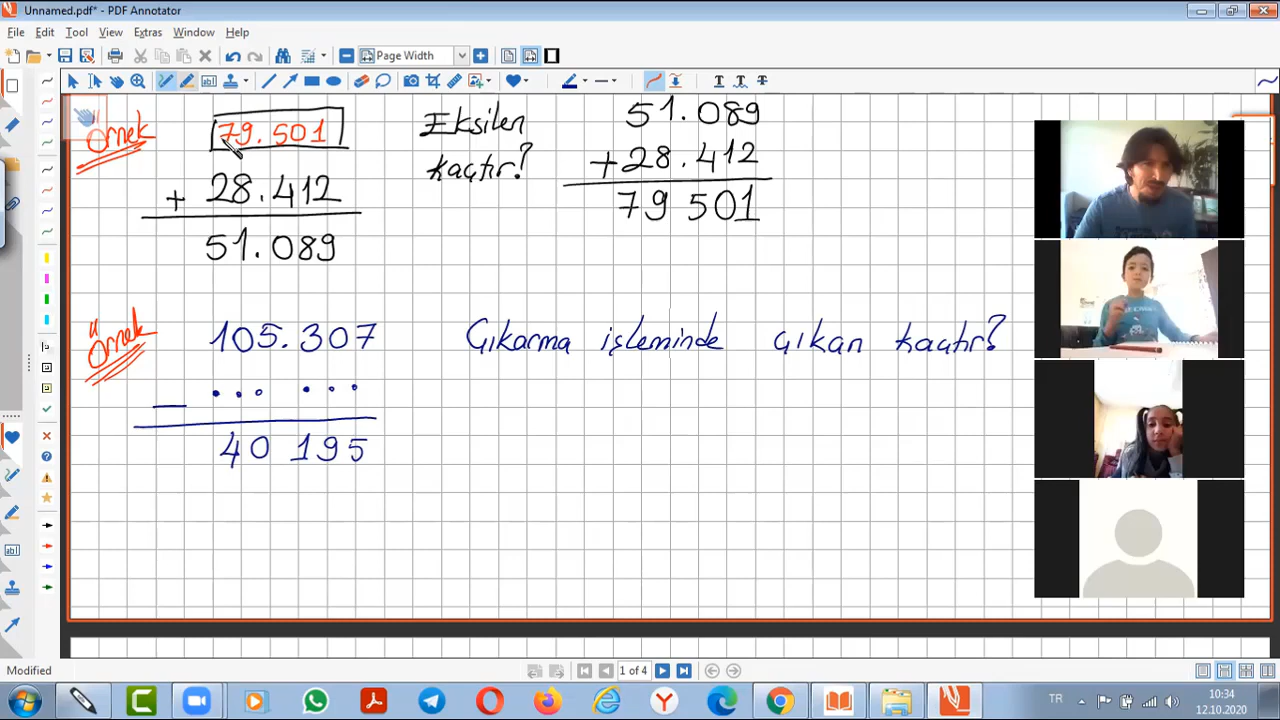 Unnamed.pdf* - PDF Annotator
File Edit Tool View Extras Window Help
Page Width
Örnek
79.501
+ 28.412
51.089
Eksilen
kaçtır?
51.089
+28.412
79 501
Örnek
105.307
— ... ...
40 195
Çıkarma işleminde çıkan kaçtır?
Modified
1 of 4
TR
10:34
12.10.2020